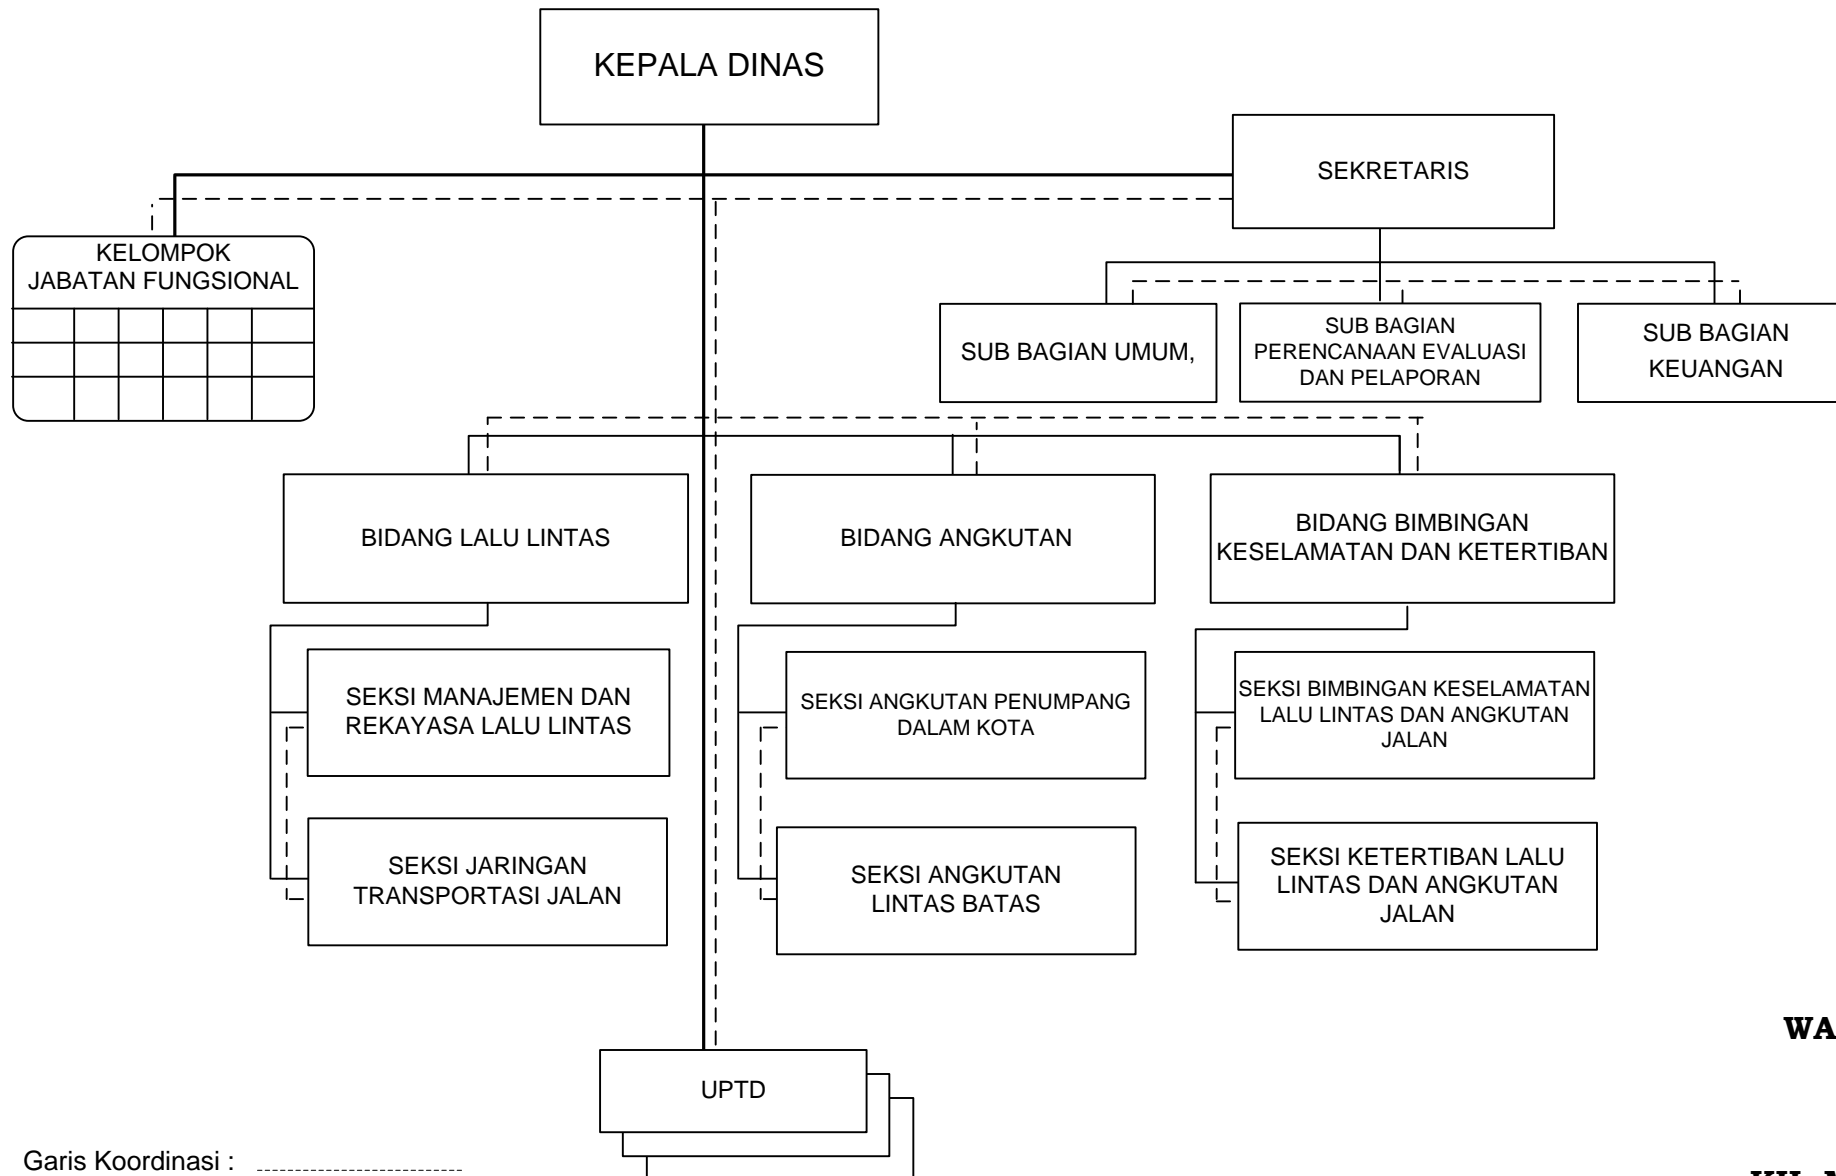 KEPALA DINAS
SEKRETARIS
KELOMPOK
JABATAN FUNGSIONAL
SUB BAGIAN UMUM,
SUB BAGIAN
PERENCANAAN EVALUASI
DAN PELAPORAN
SUB BAGIAN
KEUANGAN
BIDANG LALU LINTAS
BIDANG ANGKUTAN
BIDANG BIMBINGAN
KESELAMATAN DAN KETERTIBAN
SEKSI MANAJEMEN DAN
REKAYASA LALU LINTAS
SEKSI ANGKUTAN PENUMPANG
DALAM KOTA
SEKSI BIMBINGAN KESELAMATAN
LALU LINTAS DAN ANGKUTAN
JALAN
SEKSI JARINGAN
TRANSPORTASI JALAN
SEKSI ANGKUTAN
LINTAS BATAS
SEKSI KETERTIBAN LALU
LINTAS DAN ANGKUTAN
JALAN
WA
UPTD
Garis Koordinasi :